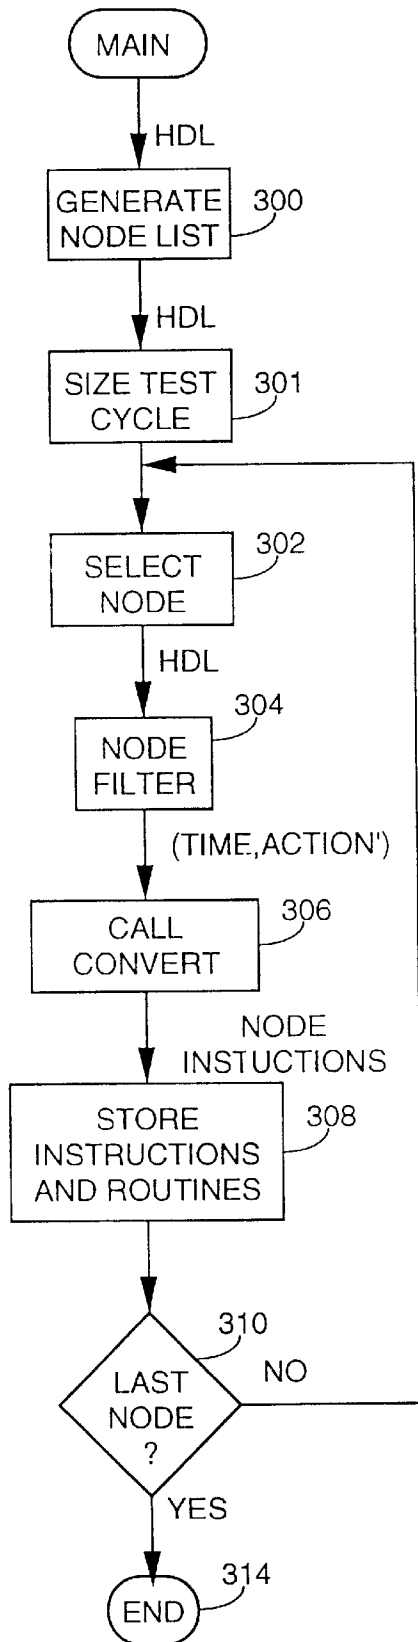 MAIN
HDL
GENERATE
NODE LIST
300
HDL
SIZE TEST
CYCLE
301
SELECT
NODE
302
HDL
NODE
FILTER
304
(TIME,ACTION')
CALL
CONVERT
306
NODE
INSTUCTIONS
STORE
INSTRUCTIONS
AND ROUTINES
308
LAST
NODE
?
310
NO
YES
END
314